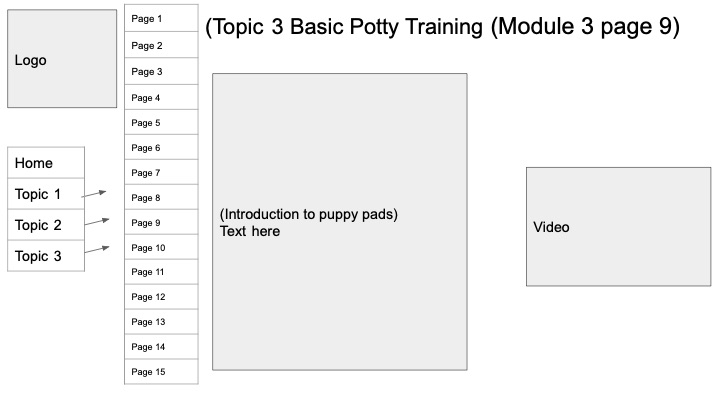 Logo
Home
Topic 1
Topic 2
Topic 3
Page 1
Page 2
Page 3
Page 4
Page 5
Page 6
Page 7
Page 8
Page 9
Page 10
Page 11
Page 12
Page 13
Page 14
Page 15
(Topic 3 Basic Potty Training (Module 3 page 9)
(Introduction to puppy pads)
Text here
Video